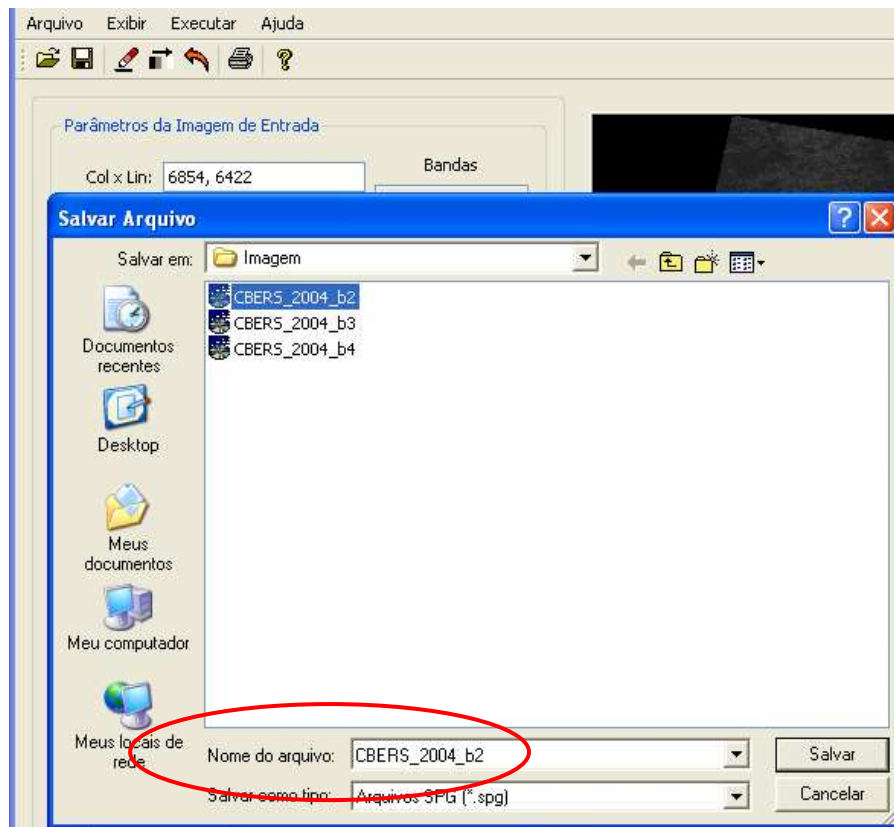 Arquivo Exibir Executar Ajuda
Parâmetros da Imagem de Entrada
Col x Lin: 6854, 6422
Bandas
Salvar Arquivo
Salvar em: Imagem
CBERS_2004_b2
CBERS_2004_b3
CBERS_2004_b4
Documentos
recentes
Desktop
Meus
documentos
Meu computador
Meus locais de
rede
Nome do arquivo: CBERS_2004_b2
Salvar
Salvar como tipo: Arquivos SPG (*.spg)
Cancelar